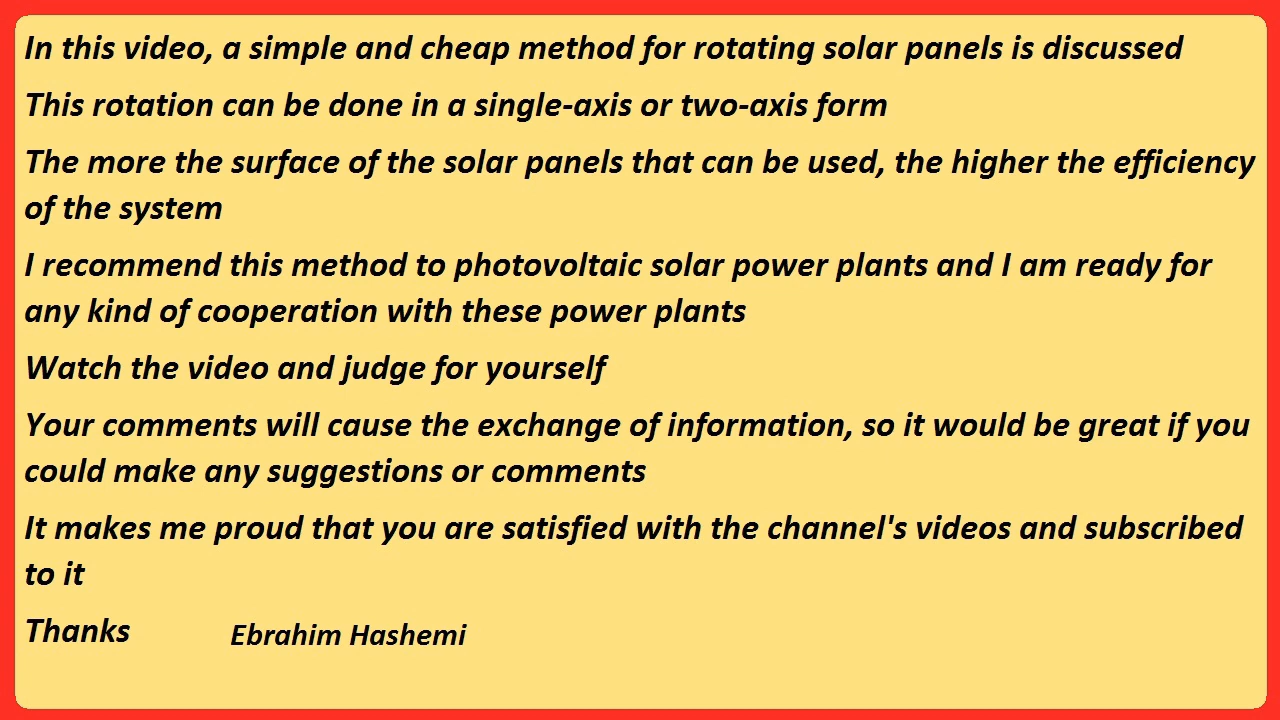 In this video, a simple and cheap method for rotating solar panels is discussed
This rotation can be done in a single-axis or two-axis form
The more the surface of the solar panels that can be used, the higher the efficiency
of the system
I recommend this method to photovoltaic solar power plants and I am ready for
any kind of cooperation with these power plants
Watch the video and judge for yourself
Your comments will cause the exchange of information, so it would be great if you
could make any suggestions or comments
It makes me proud that you are satisfied with the channel's videos and subscribed
to it
Thanks Ebrahim Hashemi